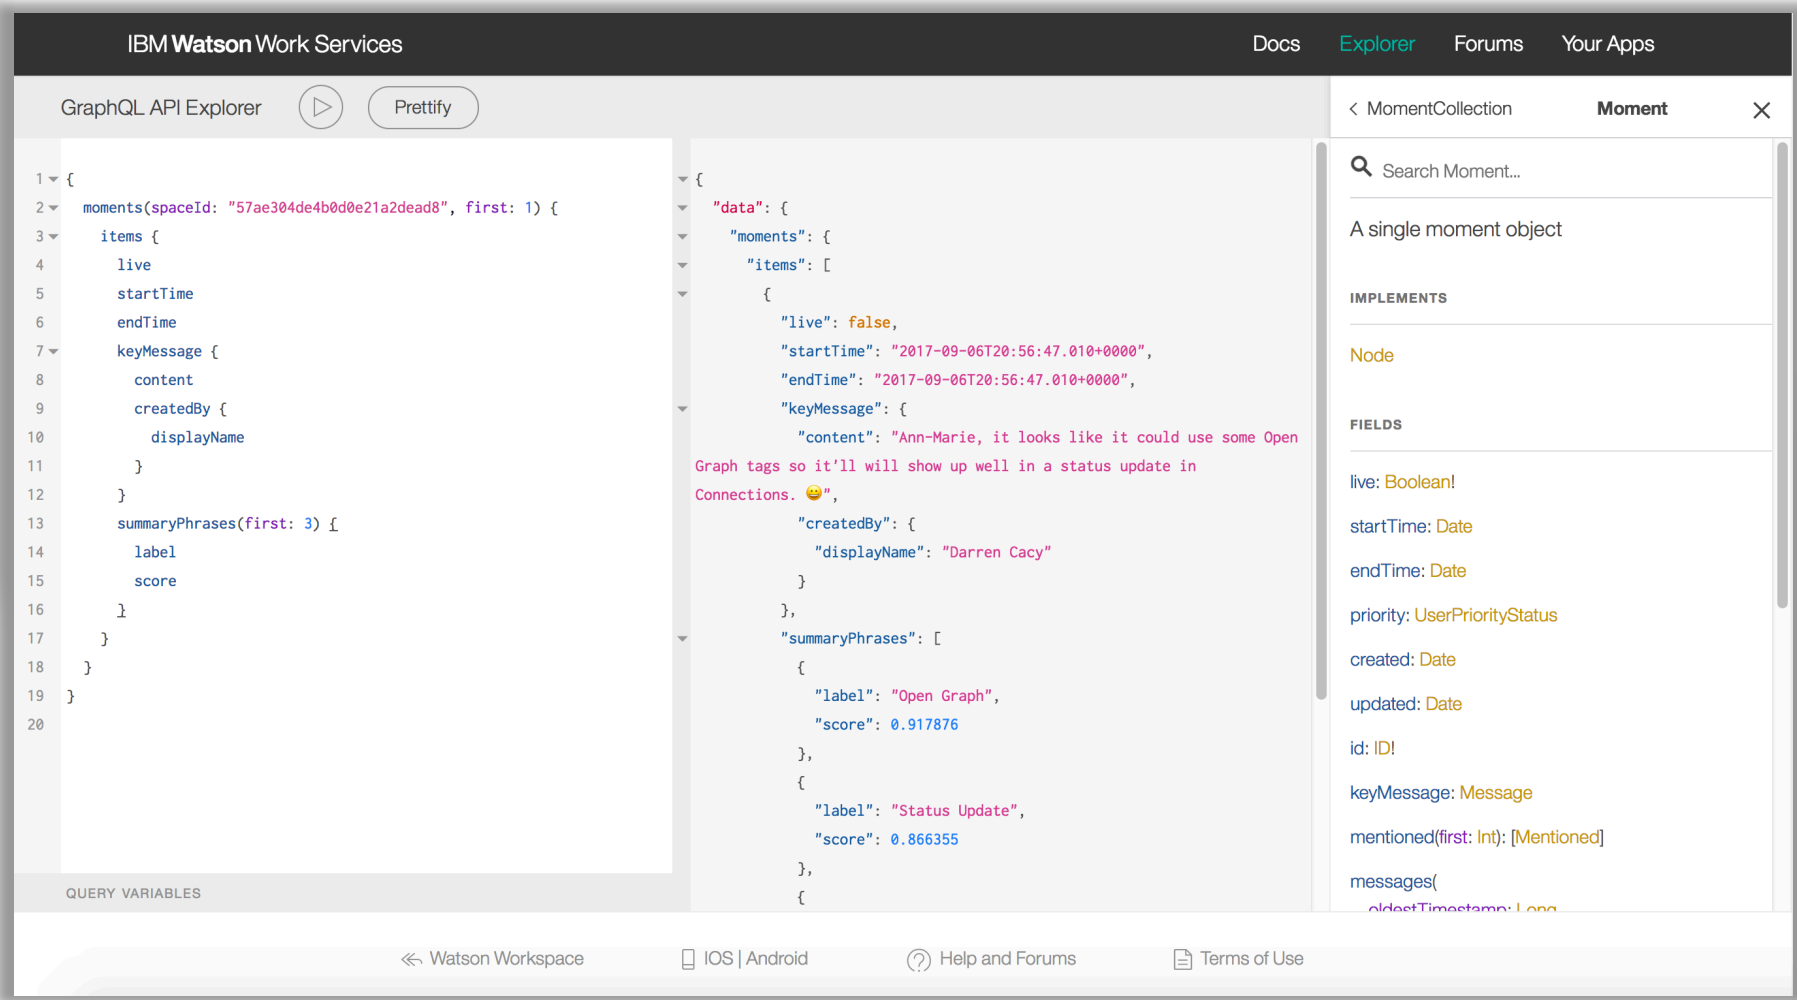 IBM Watson Work Services
Docs
Explorer
Forums
Your Apps
GraphQL API Explorer
Prettify
1 {
2 moments(spaceId: "57ae304de4b0d0e21a2dead8", first: 1) {
3 items {
4 live
5 startTime
6 endTime
7 keyMessage {
8 content
9 createdBy {
10 displayName
11 }
12 }
13 summaryPhrases(first: 3) {
14 label
15 score
16 }
17 }
18 }
19 }
20
QUERY VARIABLES
{
"data": {
"moments": {
"items": [
{
"live": false,
"startTime": "2017-09-06T20:56:47.010+0000",
"endTime": "2017-09-06T20:56:47.010+0000",
"keyMessage": {
"content": "Ann-Marie, it looks like it could use some Open
Graph tags so it'll will show up well in a status update in
Connections. 😀",
"createdBy": {
"displayName": "Darren Cacy"
}
},
"summaryPhrases": [
{
"label": "Open Graph",
"score": 0.917876
},
{
"label": "Status Update",
"score": 0.866355
},
{
MomentCollection
Moment
Search Moment...
A single moment object
IMPLEMENTS
Node
FIELDS
live: Boolean!
startTime: Date
endTime: Date
priority: UserPriorityStatus
created: Date
updated: Date
id: ID!
keyMessage: Message
mentioned(first: Int): [Mentioned]
messages(
oldestTimestamp: Long
Watson Workspace
IOS | Android
Help and Forums
Terms of Use